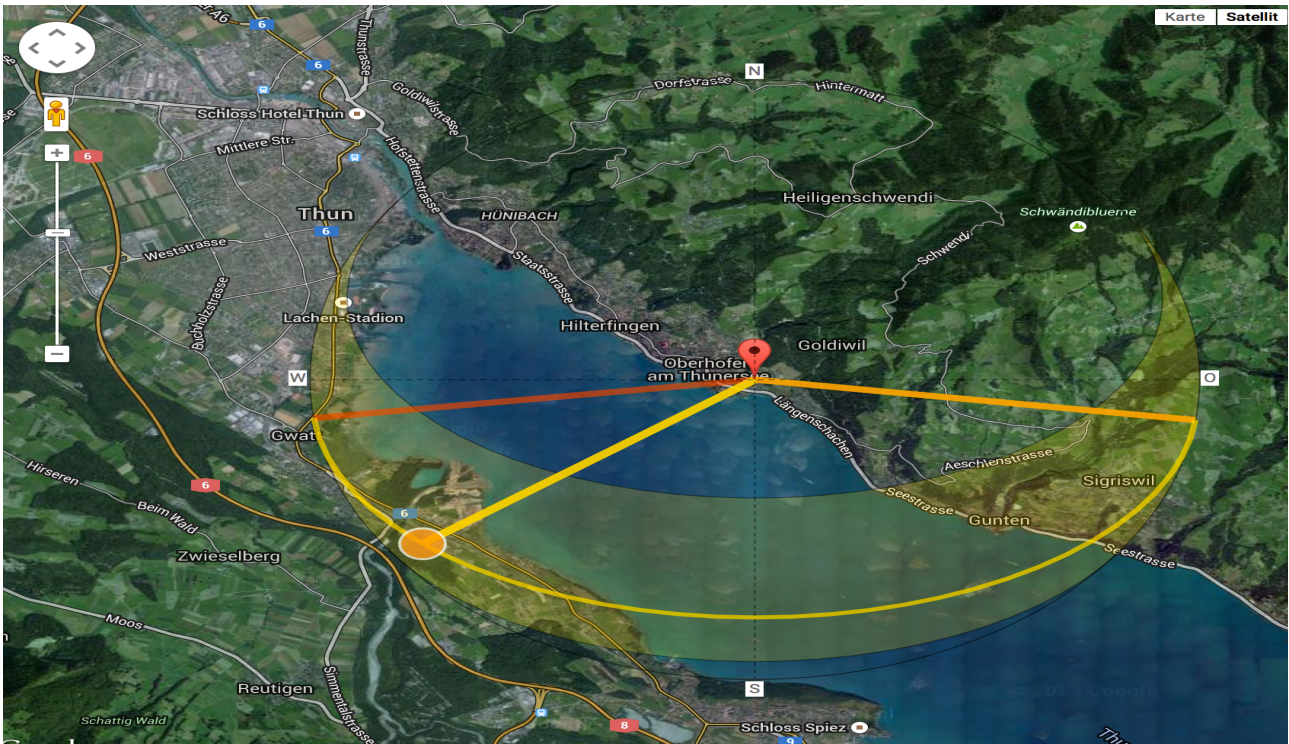 Karte
Satellit
6
6
6
Thunstrasse
N
Dorfstrasse
Hintermatt
Goldiwilstrasse
Schloss Hotel Thun
Mittlere Str.
Hofstettenstrasse
6
Heiligenschwendi
Schwändibluerne
Thun
HÜNIBACH
6
Schwend
Weststrasse
Staatsstrasse
Buchholzstrasse
Lachen-Stadion
Hilterfingen
Goldiwil
Oberhofen
am Thunersee
W
O
Längenschachen
Gwatt
Aeschlenstrasse
Hirseren
6
Sigriswil
Seestrasse
6
Gunten
Beim Wald
Zwieselberg
Seestrasse
Moos
Simmentalstrasse
Reutigen
S
Schattig Wald
8
Schloss Spiez
9